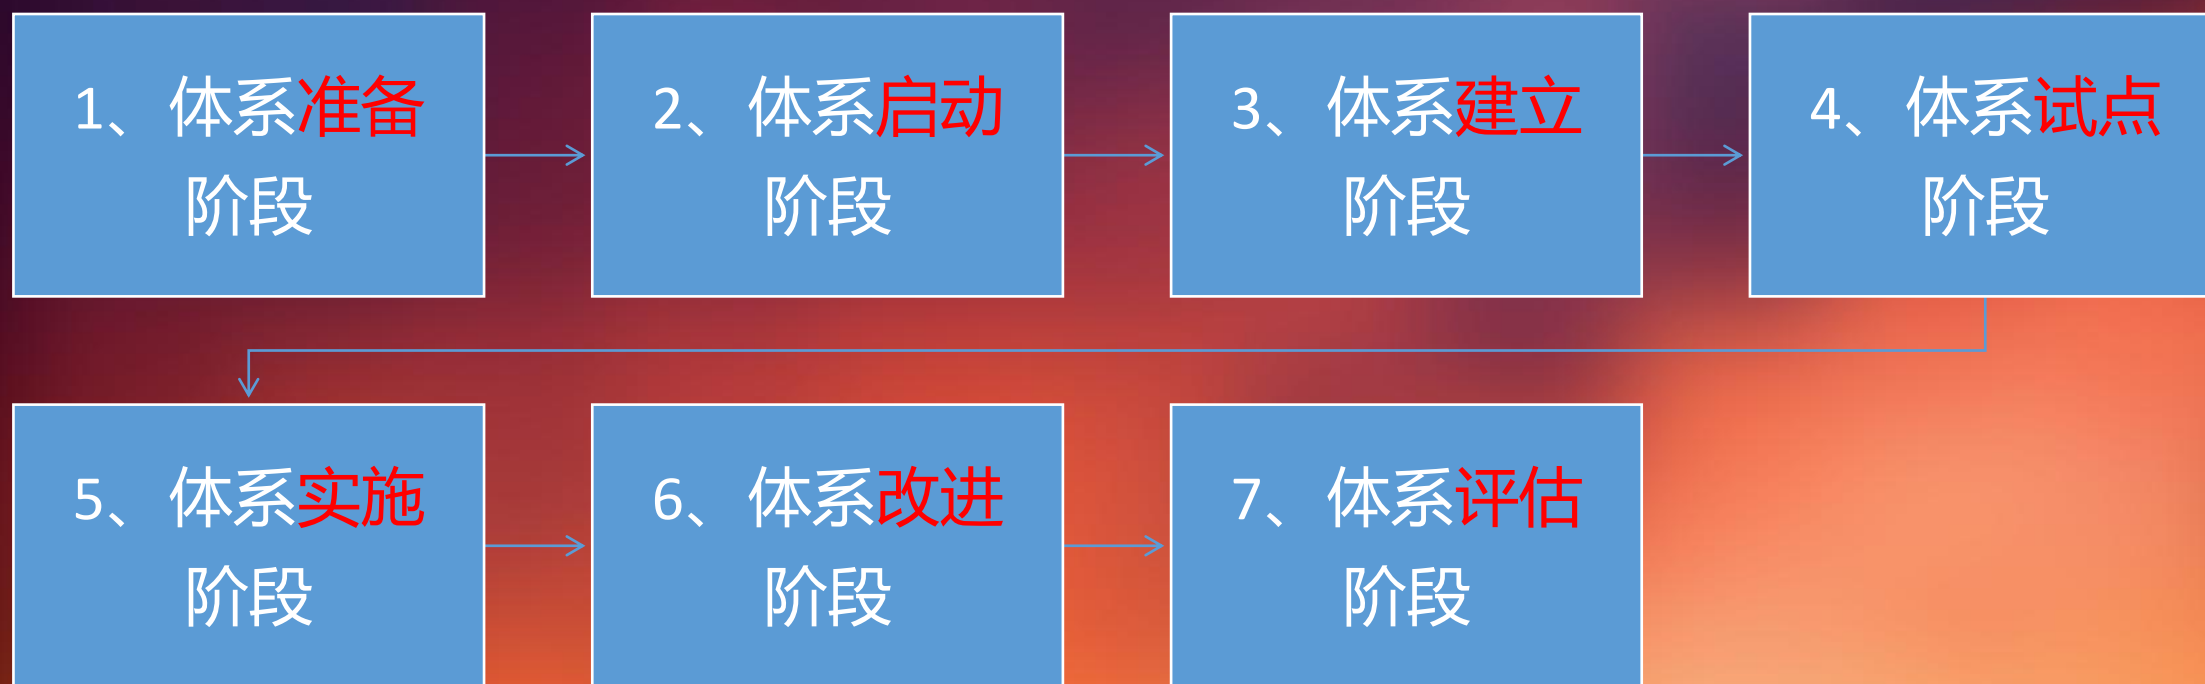 1、体系准备
阶段
2、体系启动
阶段
3、体系建立
阶段
4、体系试点
阶段
5、体系实施
阶段
6、体系改进
阶段
7、体系评估
阶段